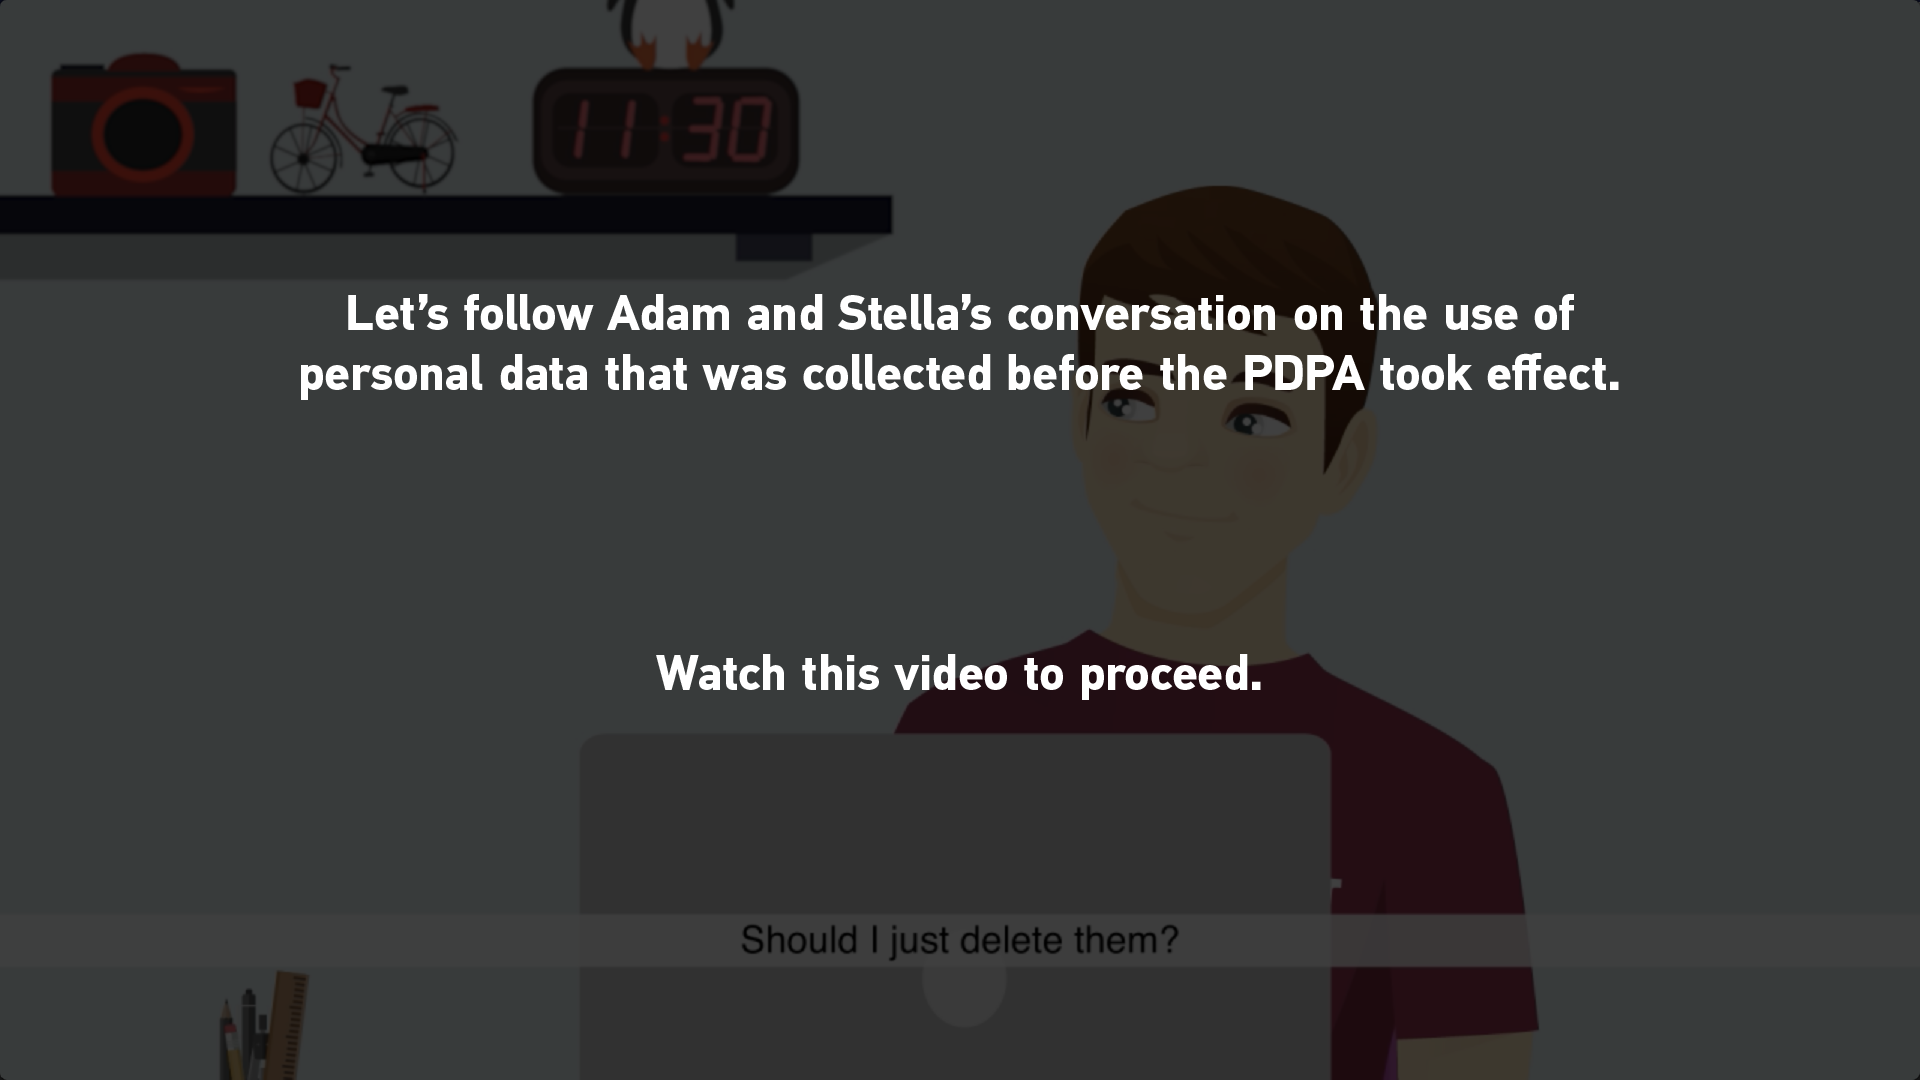 11:30
Let’s follow Adam and Stella’s conversation on the use of
personal data that was collected before the PDPA took effect.
Watch this video to proceed.
Should I just delete them?